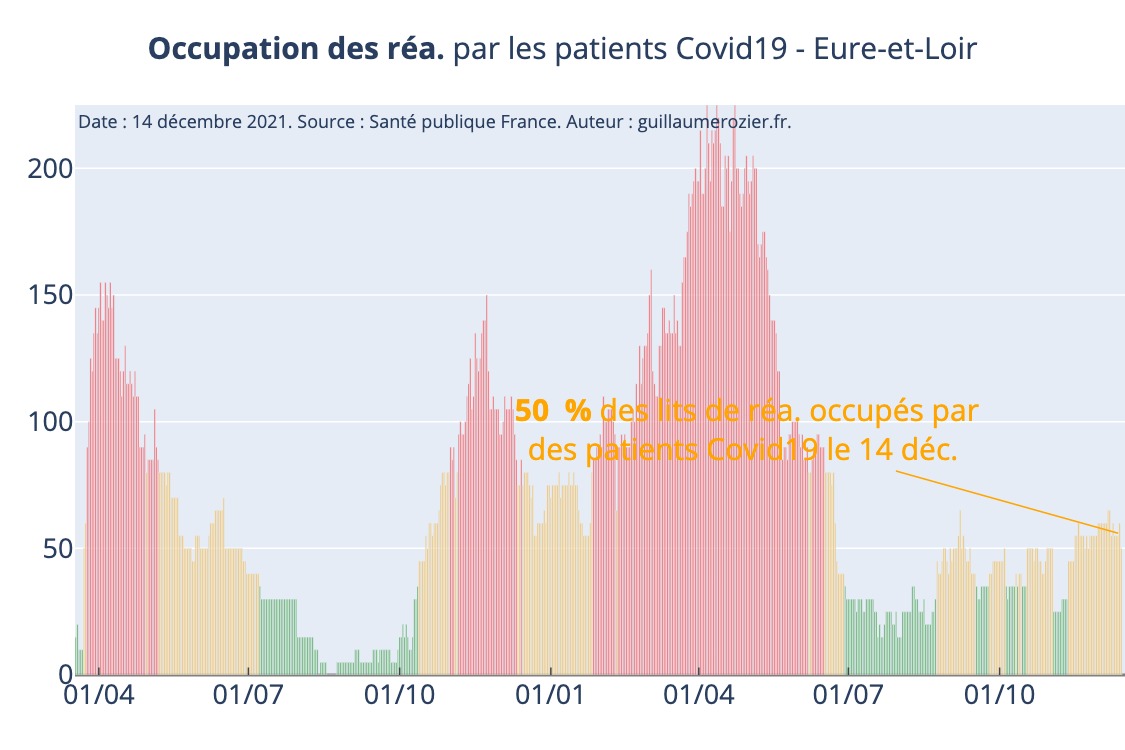 Occupation des réa. par les patients Covid19 - Eure-et-Loir
Date : 14 décembre 2021. Source : Santé publique France. Auteur : guillaumerozier.fr.
200
150
100
50
0
50 % des lits de réa. occupés par
des patients Covid19 le 14 déc.
01/04 01/07 01/10 01/01 01/04 01/07 01/10